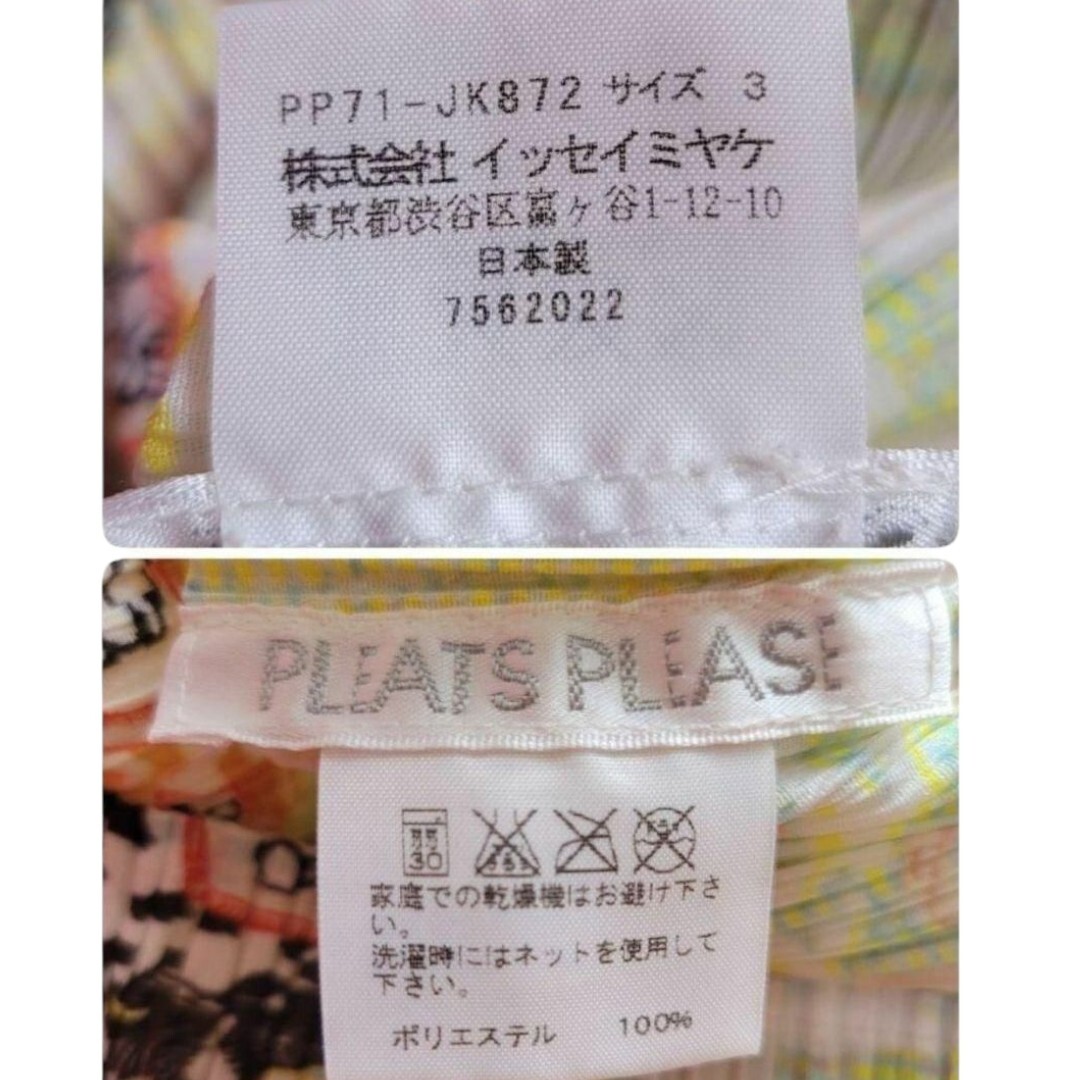 PP71-JK872 サイズ 3
株式会社 イッセイミヤケ
東京都渋谷区富ヶ谷1-12-10
日本製
7562022
PLEATS PLEASE
弱
30
家庭での乾燥機はお避け下さ
い。
洗濯時にはネットを使用して
下さい。
ポリエステル 100%